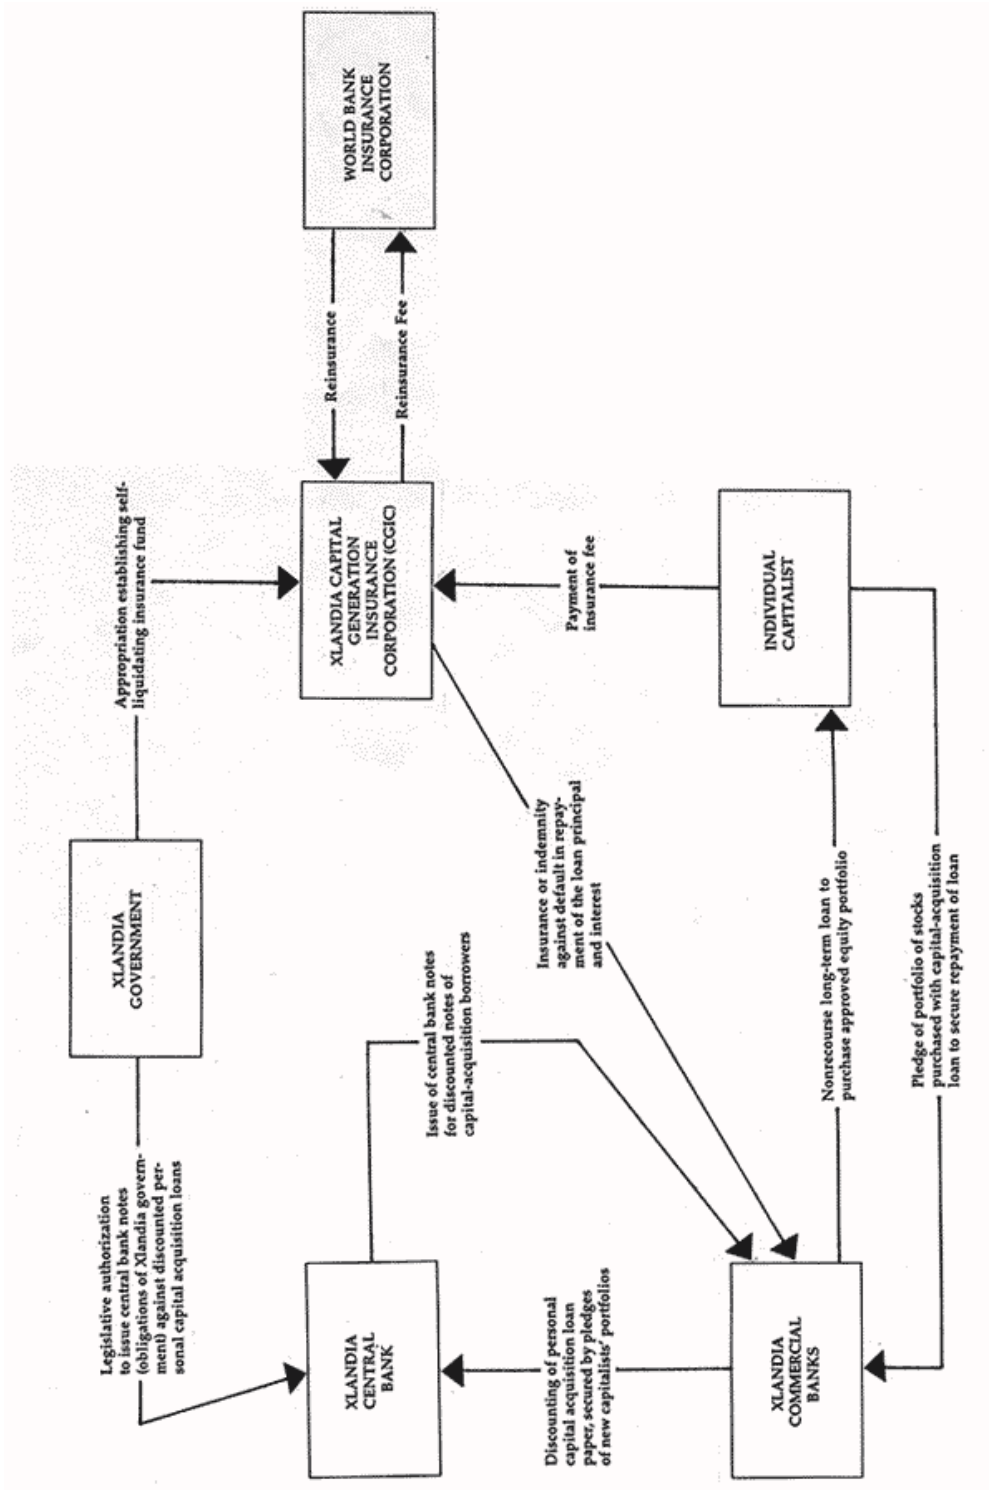 Legislative authorization
to issue central bank notes
(obligations of Xlandia govern-
ment) against discounted per-
sonal capital acquisition loans
XLANDIA
GOVERNMENT
Appropriation establishing self-
liquidating insurance fund
XLANDIA
CENTRAL
BANK
Issue of central bank notes
for discounted notes of
capital-acquisition borrowers
XLANDIA CAPITAL
GENERATION
INSURANCE
CORPORATION (CGIC)
Reinsurance
Reinsurance Fee
WORLD BANK
INSURANCE
CORPORATION
Discounting of personal
capital acquisition loan
paper, secured by pledges
of new capitalists' portfolios
Insurance or indemnity
against default in repay-
ment of the loan principal
and interest
Payment of
insurance fee
XLANDIA
COMMERCIAL
BANKS
Nonrecourse long-term loan to
purchase approved equity portfolio
INDIVIDUAL
CAPITALIST
Pledge of portfolio of stocks
purchased with capital-acquisition
loan to secure repayment of loan